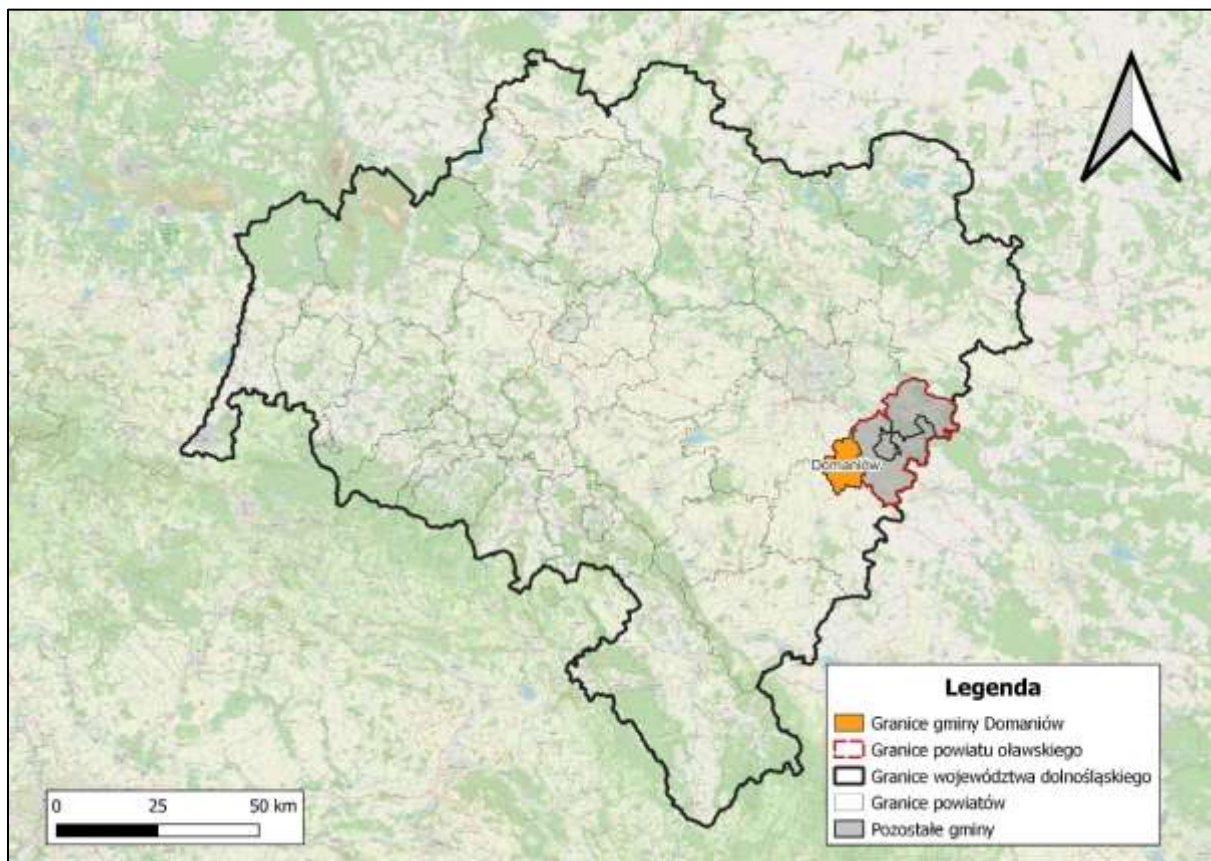 Domaniów
Legenda
Granice gminy Domaniów
Granice powiatu oławskiego
Granice województwa dolnośląskiego
Granice powiatów
Pozostałe gminy
0 25 50 km